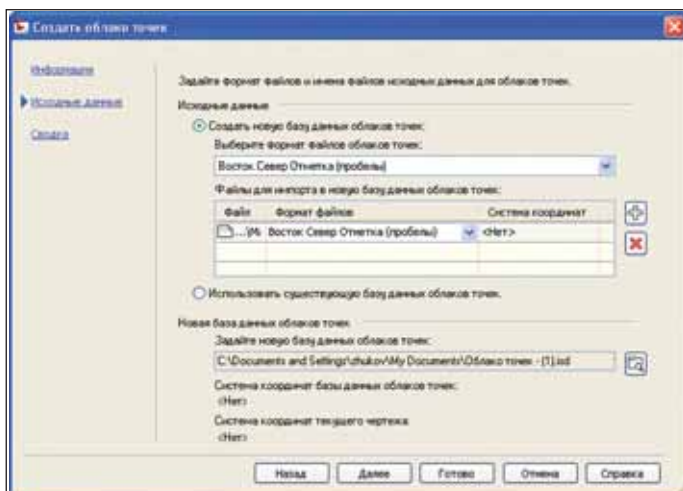 Создать облако точек
Информация
Исходные данные
Сводка
Задайте формат файлов и имена файлов исходных данных для облаков точек.
Исходные данные
Создать новую базу данных облаков точек:
Выберите формат файлов облаков точек:
Восток Север Отметка (пробелы)
Файлы для импорта в новую базу данных облаков точек:
Файл Формат файлов Система координат
...\М Восток Север Отметка (пробелы) <Нет>
Использовать существующую базу данных облаков точек.
Новая база данных облаков точек
Задайте новую базу данных облаков точек:
C:\Documents and Settings\zhukov\My Documents\Облако точек - (1).isd
Система координат базы данных облаков точек:
<Нет>
Система координат текущего чертежа:
<Нет>
Назад Далее Готово Отмена Справка